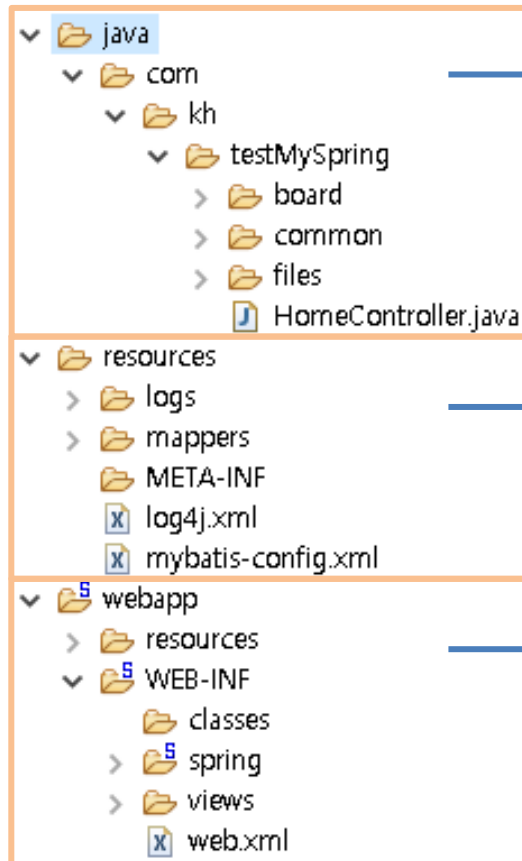 java
com
kh
testMySpring
board
common
files
HomeController.java
resources
logs
mappers
META-INF
log4j.xml
mybatis-config.xml
webapp
resources
WEB-INF
classes
spring
views
web.xml